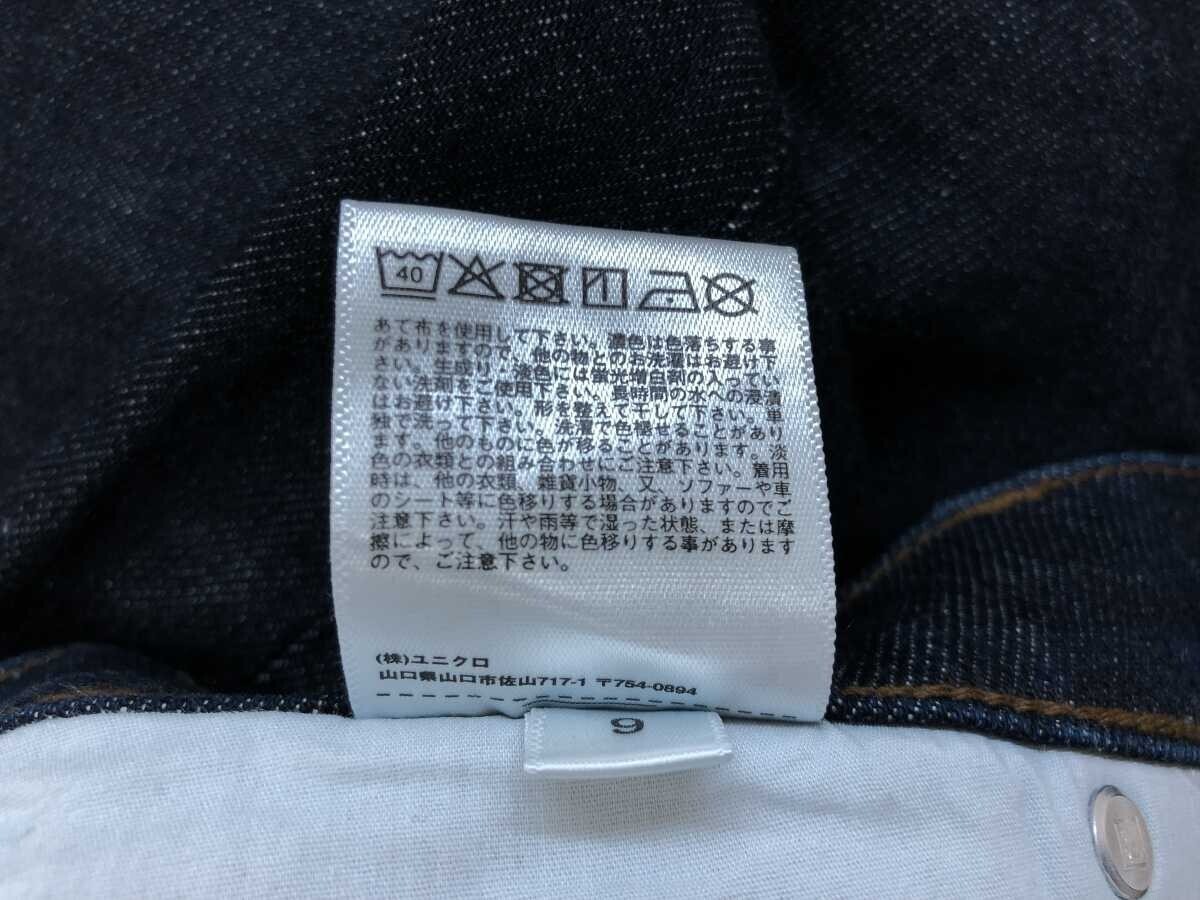 40
あて布を使用して下さい。濃色は色落ちする事
がありますので、他の物とのお洗濯はお避け下
さい。生成り・淡色には蛍光増白剤の入ってい
ない洗剤をご使用下さい。長時間の水への浸漬
はお避け下さい。形を整えて干して下さい。単
独で洗って下さい。洗濯で色褪せることがあり
ます。他のものに色が移ることがあります。淡
色の衣類との組み合わせにご注意下さい。着用
時は、他の衣類、雑貨小物、又、ソファーや車
のシート等に色移りする場合がありますのでご
注意下さい。汗や雨等で湿った状態、または摩
擦によって、他の物に色移りする事があります
ので、ご注意下さい。
(株)ユニクロ
山口県山口市佐山717-1 〒754-0894
9